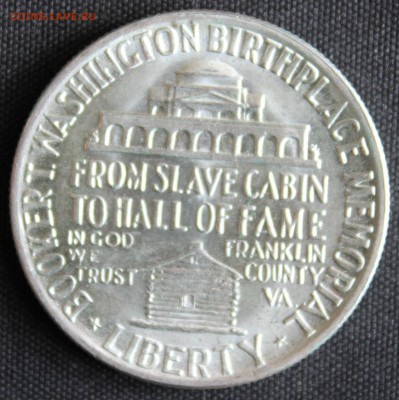 BOOKER T. WASHINGTON BIRTHPLACE MEMORIAL
FROM SLAVE CABIN
TO HALL OF FAME
IN GOD
WE
TRUST
FRANKLIN
COUNTY
VA.
LIBERTY